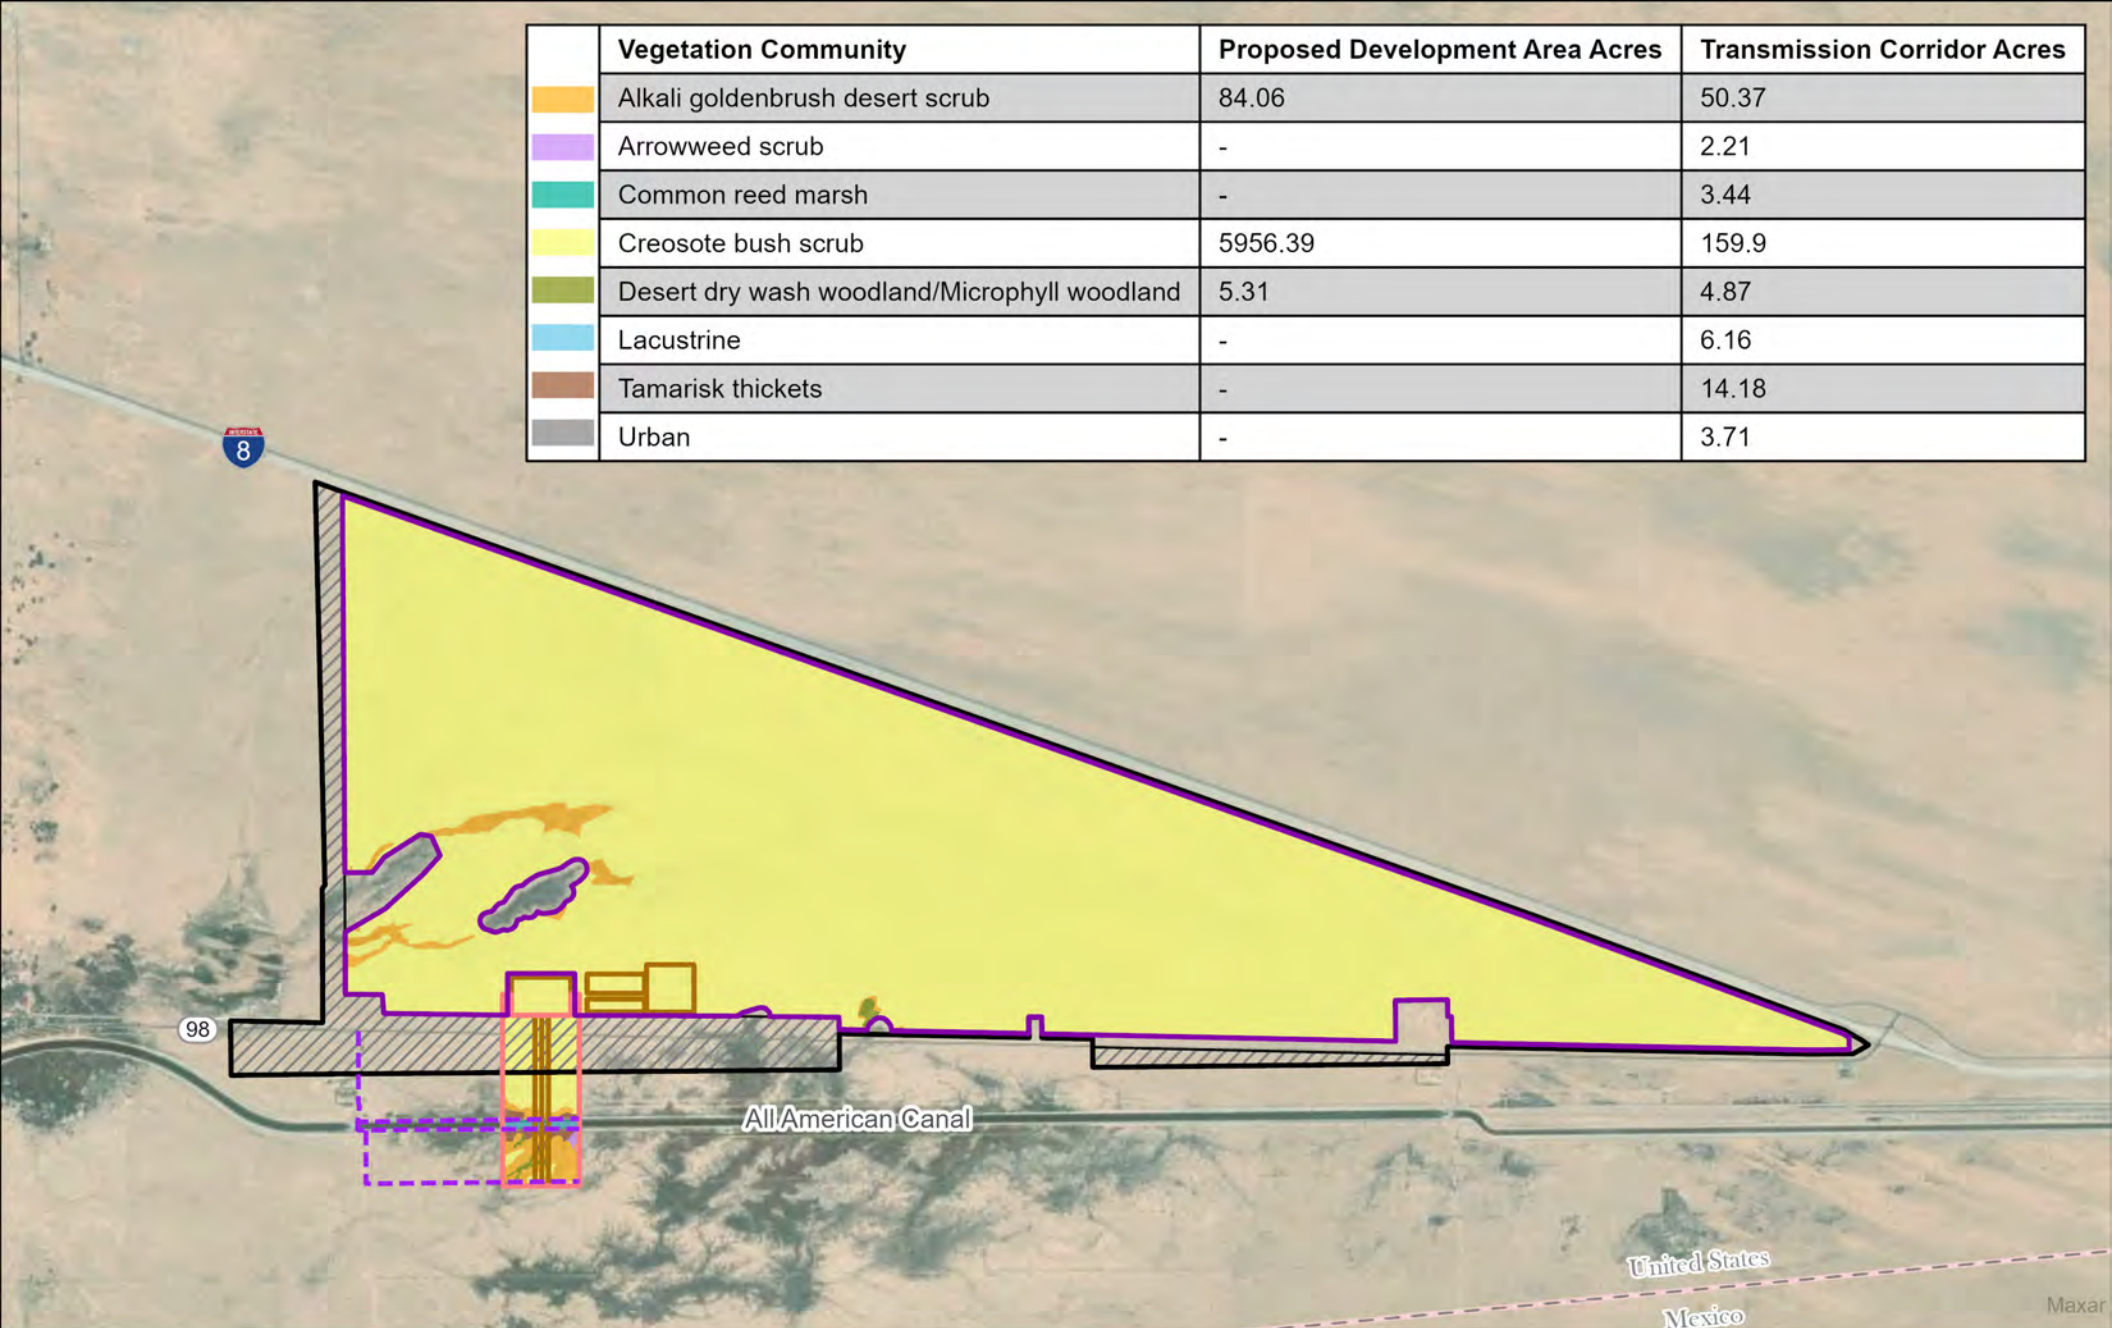 Vegetation Community Proposed Development Area Acres Transmission Corridor Acres
Alkali goldenbrush desert scrub 84.06 50.37
Arrowweed scrub - 2.21
Common reed marsh - 3.44
Creosote bush scrub 5956.39 159.9
Desert dry wash woodland/Microphyll woodland 5.31 4.87
Lacustrine - 6.16
Tamarisk thickets - 14.18
Urban - 3.71
INTERSTATE
8
98
All American Canal
United States
Mexico
Maxar